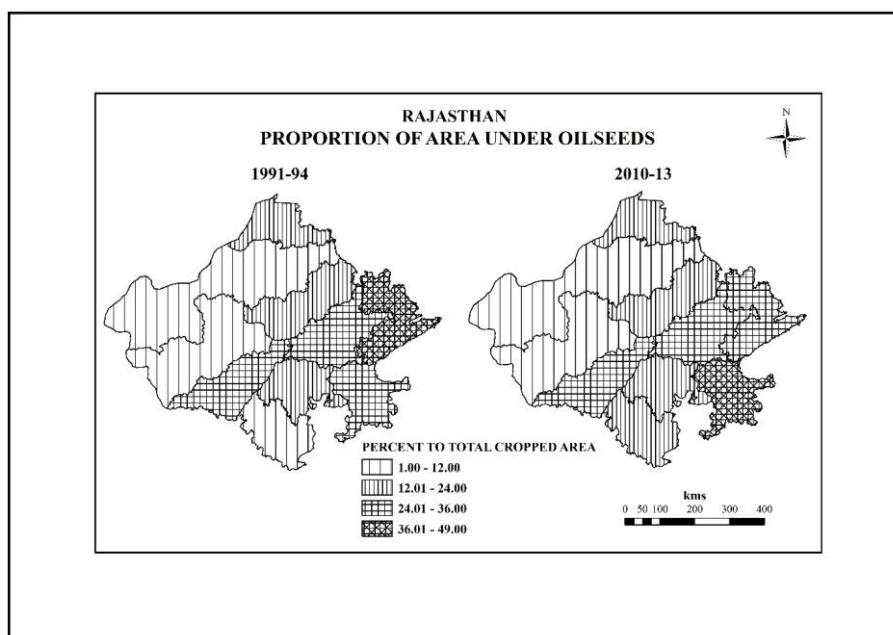 RAJASTHAN
PROPORTION OF AREA UNDER OILSEEDS
N
1991-94
2010-13
PERCENT TO TOTAL CROPPED AREA
1.00 - 12.00
12.01 - 24.00
24.01 - 36.00
36.01 - 49.00
kms
0 50 100 200 300 400